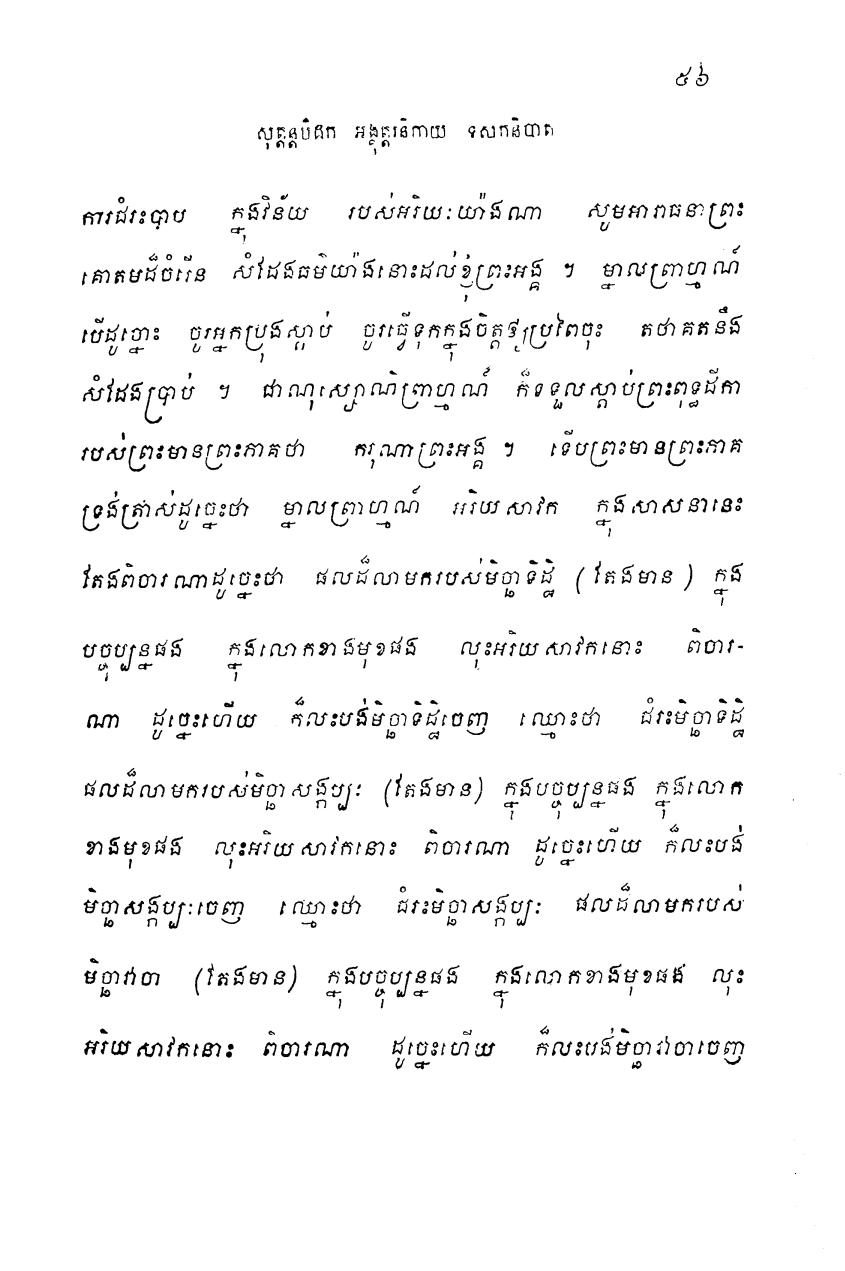 ៥៦
សុត្តន្តបិដក អង្គុត្តរនិកាយ ទសកនិបាត
ការជំរះបាប ក្នុងវិន័យ របស់អរិយៈយ៉ាងណា សូមអារាធនាព្រះ
គោតមដ៏ចំរើន សំដែងធម៌យ៉ាងនោះដល់ខ្ញុំព្រះអង្គ ។ ម្នាលព្រាហ្មណ៍
បើដូច្នោះ ចូរអ្នកប្រុងស្តាប់ ចូរធ្វើទុកក្នុងចិត្តឲ្យប្រពៃចុះ តថាគតនឹង
សំដែងប្រាប់ ។ ជាណុស្សោណិព្រាហ្មណ៍ ក៏ទទួលស្តាប់ព្រះពុទ្ធដីកា
របស់ព្រះមានព្រះភាគថា ករុណាព្រះអង្គ ។ ទើបព្រះមានព្រះភាគ
ទ្រង់ត្រាស់ដូច្នេះថា ម្នាលព្រាហ្មណ៍ អរិយសាវក ក្នុងសាសនានេះ
តែងពិចារណាដូច្នេះថា ផលដ៏លាមករបស់មិច្ឆាទិដ្ឋិ (តែងមាន) ក្នុង
បច្ចុប្បន្នផង ក្នុងលោកខាងមុខផង លុះអរិយសាវកនោះ ពិចារ-
ណា ដូច្នេះហើយ ក៏លះបង់មិច្ឆាទិដ្ឋិចេញ ឈ្មោះថា ជំរះមិច្ឆាទិដ្ឋិ
ផលដ៏លាមករបស់មិច្ឆាសង្កប្បៈ (តែងមាន) ក្នុងបច្ចុប្បន្នផង ក្នុងលោក
ខាងមុខផង លុះអរិយសាវកនោះ ពិចារណា ដូច្នេះហើយ ក៏លះបង់
មិច្ឆាសង្កប្បៈចេញ ឈ្មោះថា ជំរះមិច្ឆាសង្កប្បៈ ផលដ៏លាមករបស់
មិច្ឆាវាចា (តែងមាន) ក្នុងបច្ចុប្បន្នផង ក្នុងលោកខាងមុខផង លុះ
អរិយសាវកនោះ ពិចារណា ដូច្នេះហើយ ក៏លះបង់មិច្ឆាវាចាចេញ